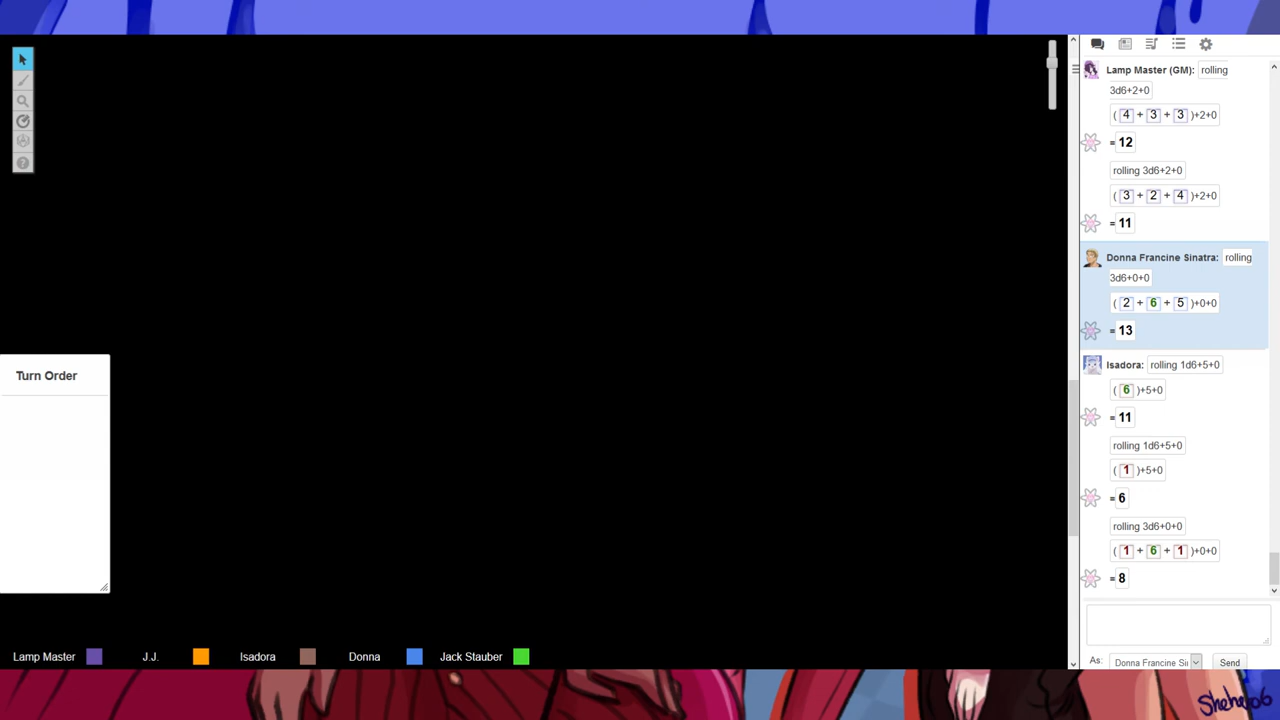 Lamp Master (GM): rolling
3d6+2+0
( 4 + 3 + 3 )+2+0
= 12
rolling 3d6+2+0
( 3 + 2 + 4 )+2+0
= 11
Donna Francine Sinatra: rolling
3d6+0+0
( 2 + 6 + 5 )+0+0
= 13
Isadora: rolling 1d6+5+0
( 6 )+5+0
= 11
rolling 1d6+5+0
( 1 )+5+0
= 6
rolling 3d6+0+0
( 1 + 6 + 1 )+0+0
= 8
Turn Order
Lamp Master J.J. Isadora Donna Jack Stauber
As: Donna Francine Si Send